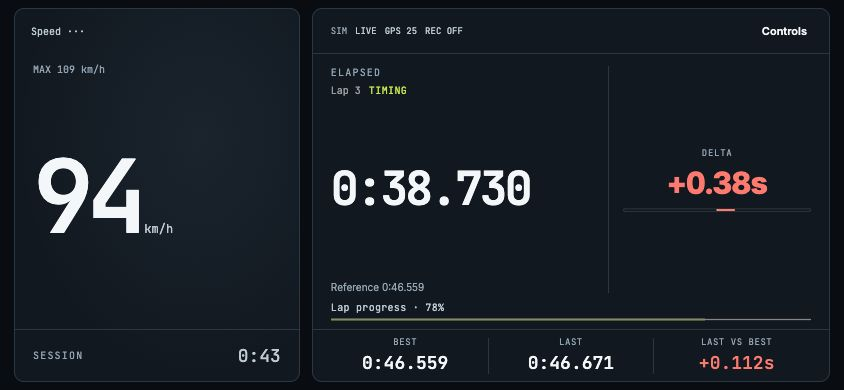 Speed ···
MAX 109 km/h
94 km/h
SESSION 0:43
SIM LIVE GPS 25 REC OFF
Controls
ELAPSED
Lap 3 TIMING
0:38.730
Reference 0:46.559
Lap progress · 78%
DELTA
+0.38s
BEST
0:46.559
LAST
0:46.671
LAST VS BEST
+0.112s